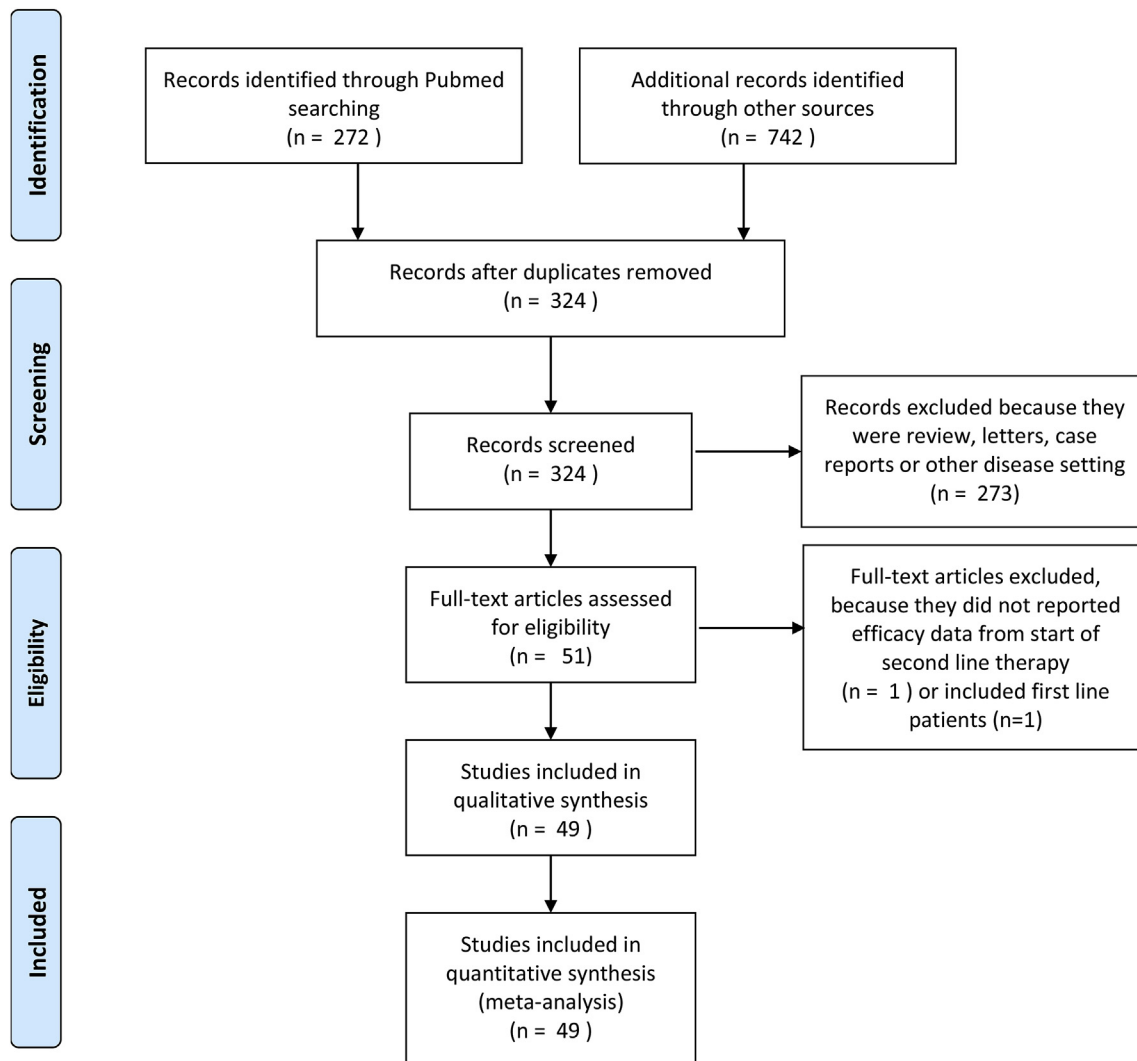 Identification
Records identified through Pubmed
searching
(n = 272 )
Additional records identified
through other sources
(n = 742 )
Records after duplicates removed
(n = 324 )
Screening
Records screened
(n = 324 )
Records excluded because they
were review, letters, case
reports or other disease setting
(n = 273)
Eligibility
Full-text articles assessed
for eligibility
(n = 51)
Full-text articles excluded,
because they did not reported
efficacy data from start of
second line therapy
(n = 1 ) or included first line
patients (n=1)
Studies included in
qualitative synthesis
(n = 49 )
Included
Studies included in
quantitative synthesis
(meta-analysis)
(n = 49 )